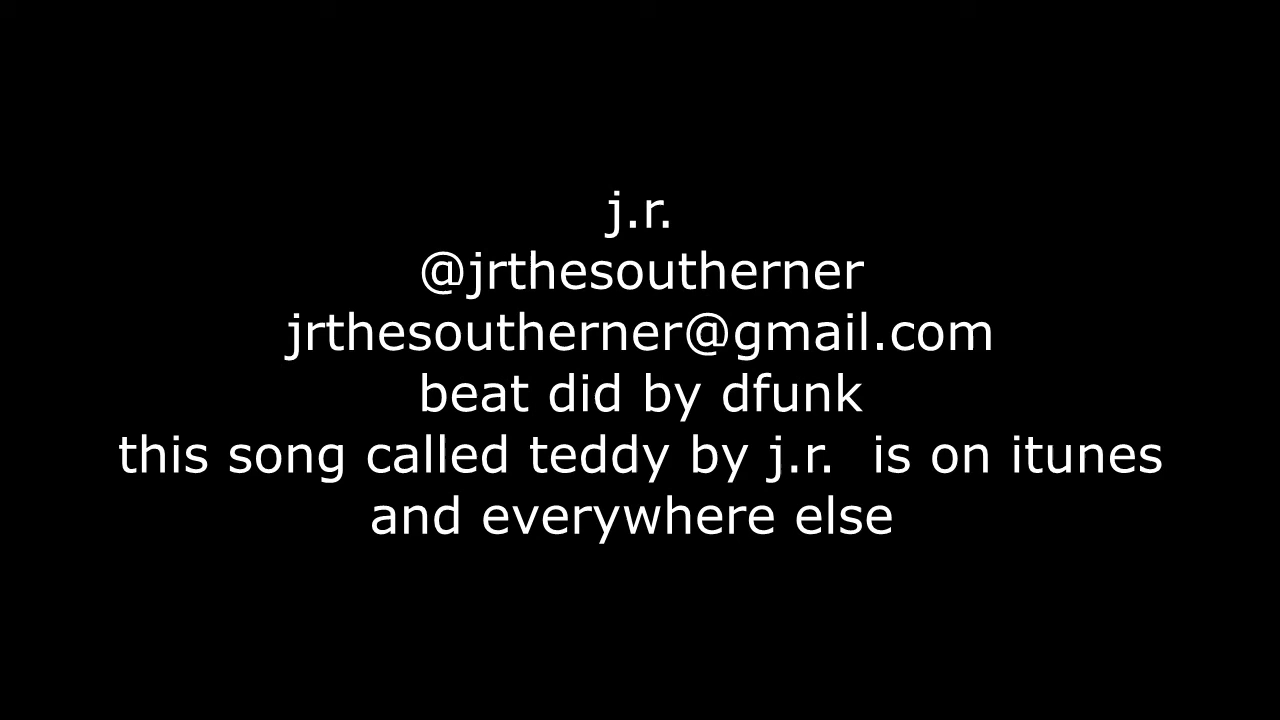 j.r.
@jrthesoutherner
jrthesoutherner@gmail.com
beat did by dfunk
this song called teddy by j.r.  is on itunes
and everywhere else